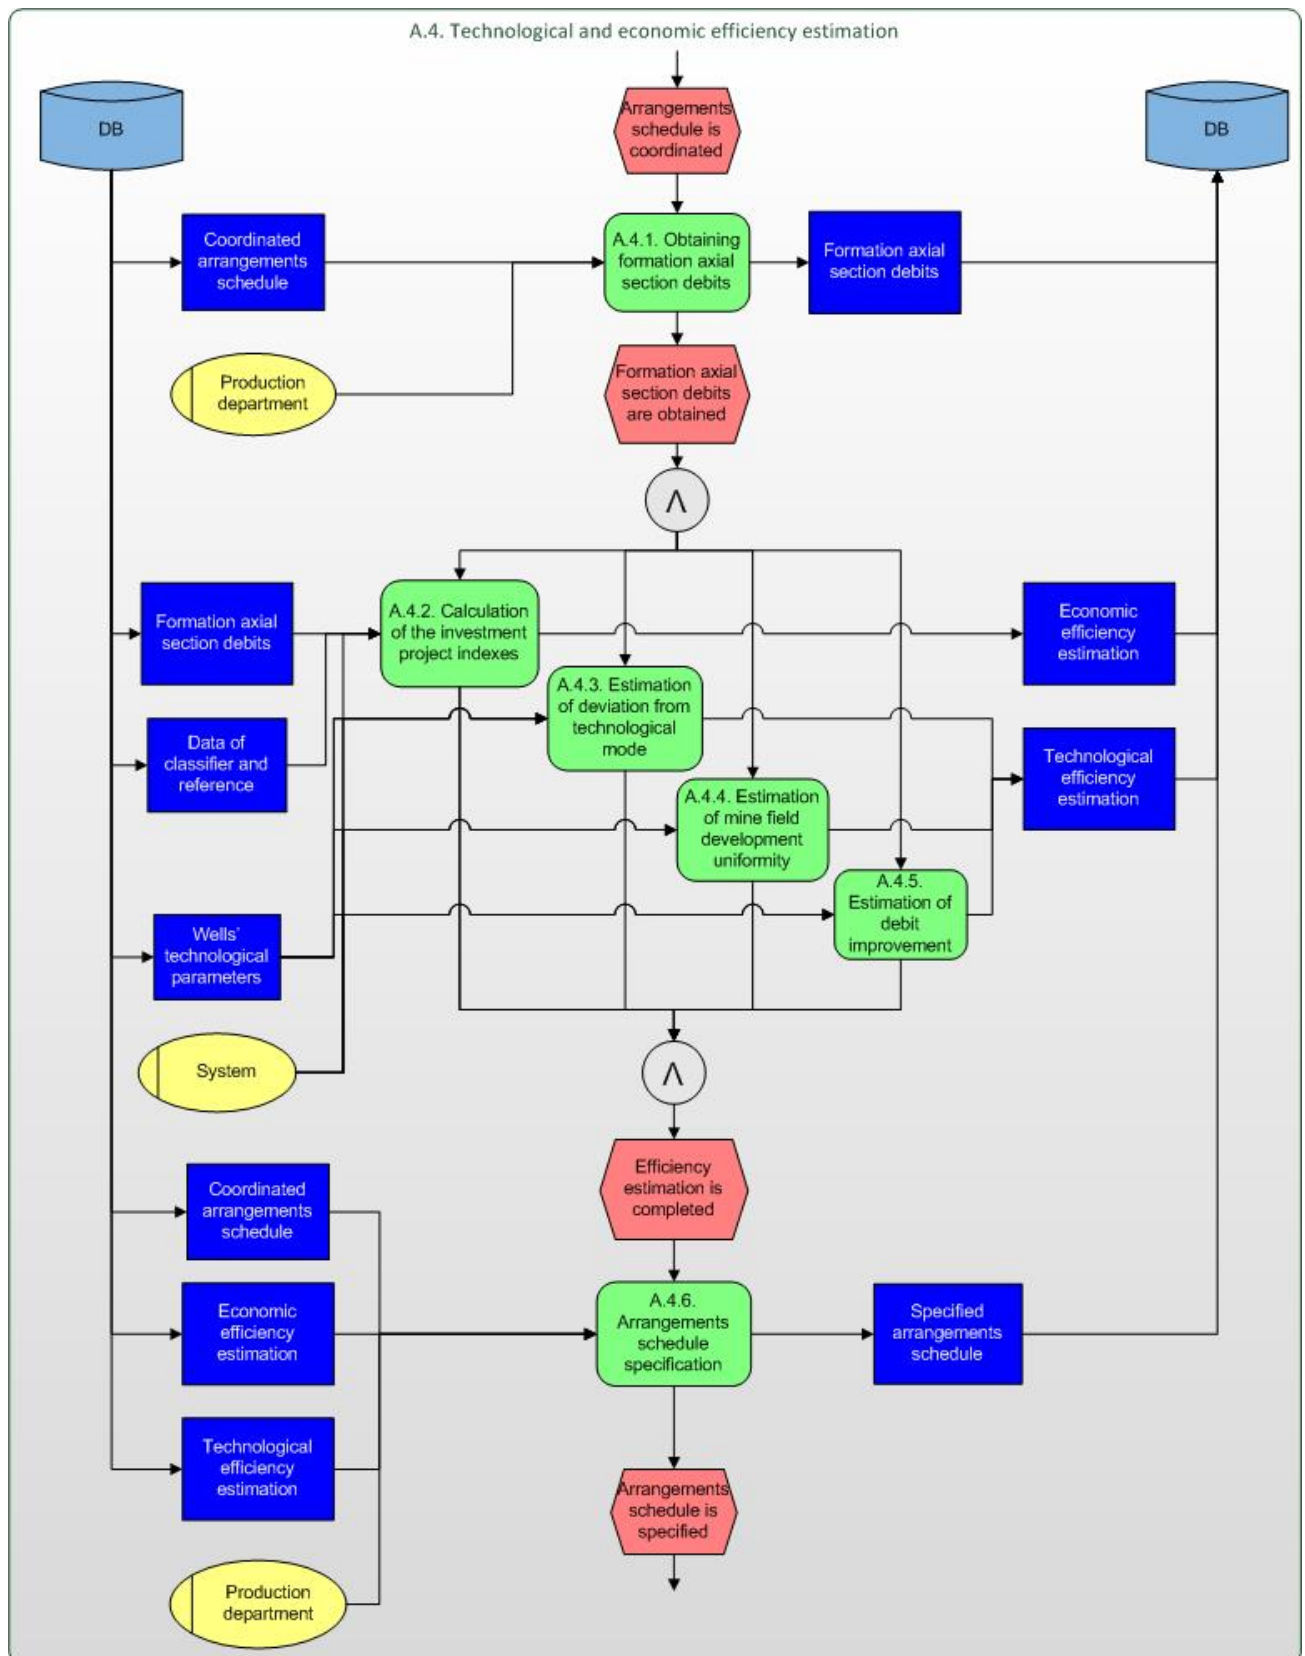 A.4. Technological and economic efficiency estimation
DB
DB
Arrangements
schedule is
coordinated
Coordinated
arrangements
schedule
A.4.1. Obtaining
formation axial
section debits
Formation axial
section debits
Production
department
Formation axial
section debits
are obtained
Λ
Formation axial
section debits
A.4.2. Calculation
of the investment
project indexes
Economic
efficiency
estimation
A.4.3. Estimation
of deviation from
technological
mode
Data of
classifier and
reference
Technological
efficiency
estimation
A.4.4. Estimation
of mine field
development
uniformity
A.4.5.
Estimation of
debit
improvement
Wells'
technological
parameters
System
Λ
Efficiency
estimation is
completed
Coordinated
arrangements
schedule
Economic
efficiency
estimation
A.4.6.
Arrangements
schedule
specification
Specified
arrangements
schedule
Technological
efficiency
estimation
Arrangements
schedule is
specified
Production
department